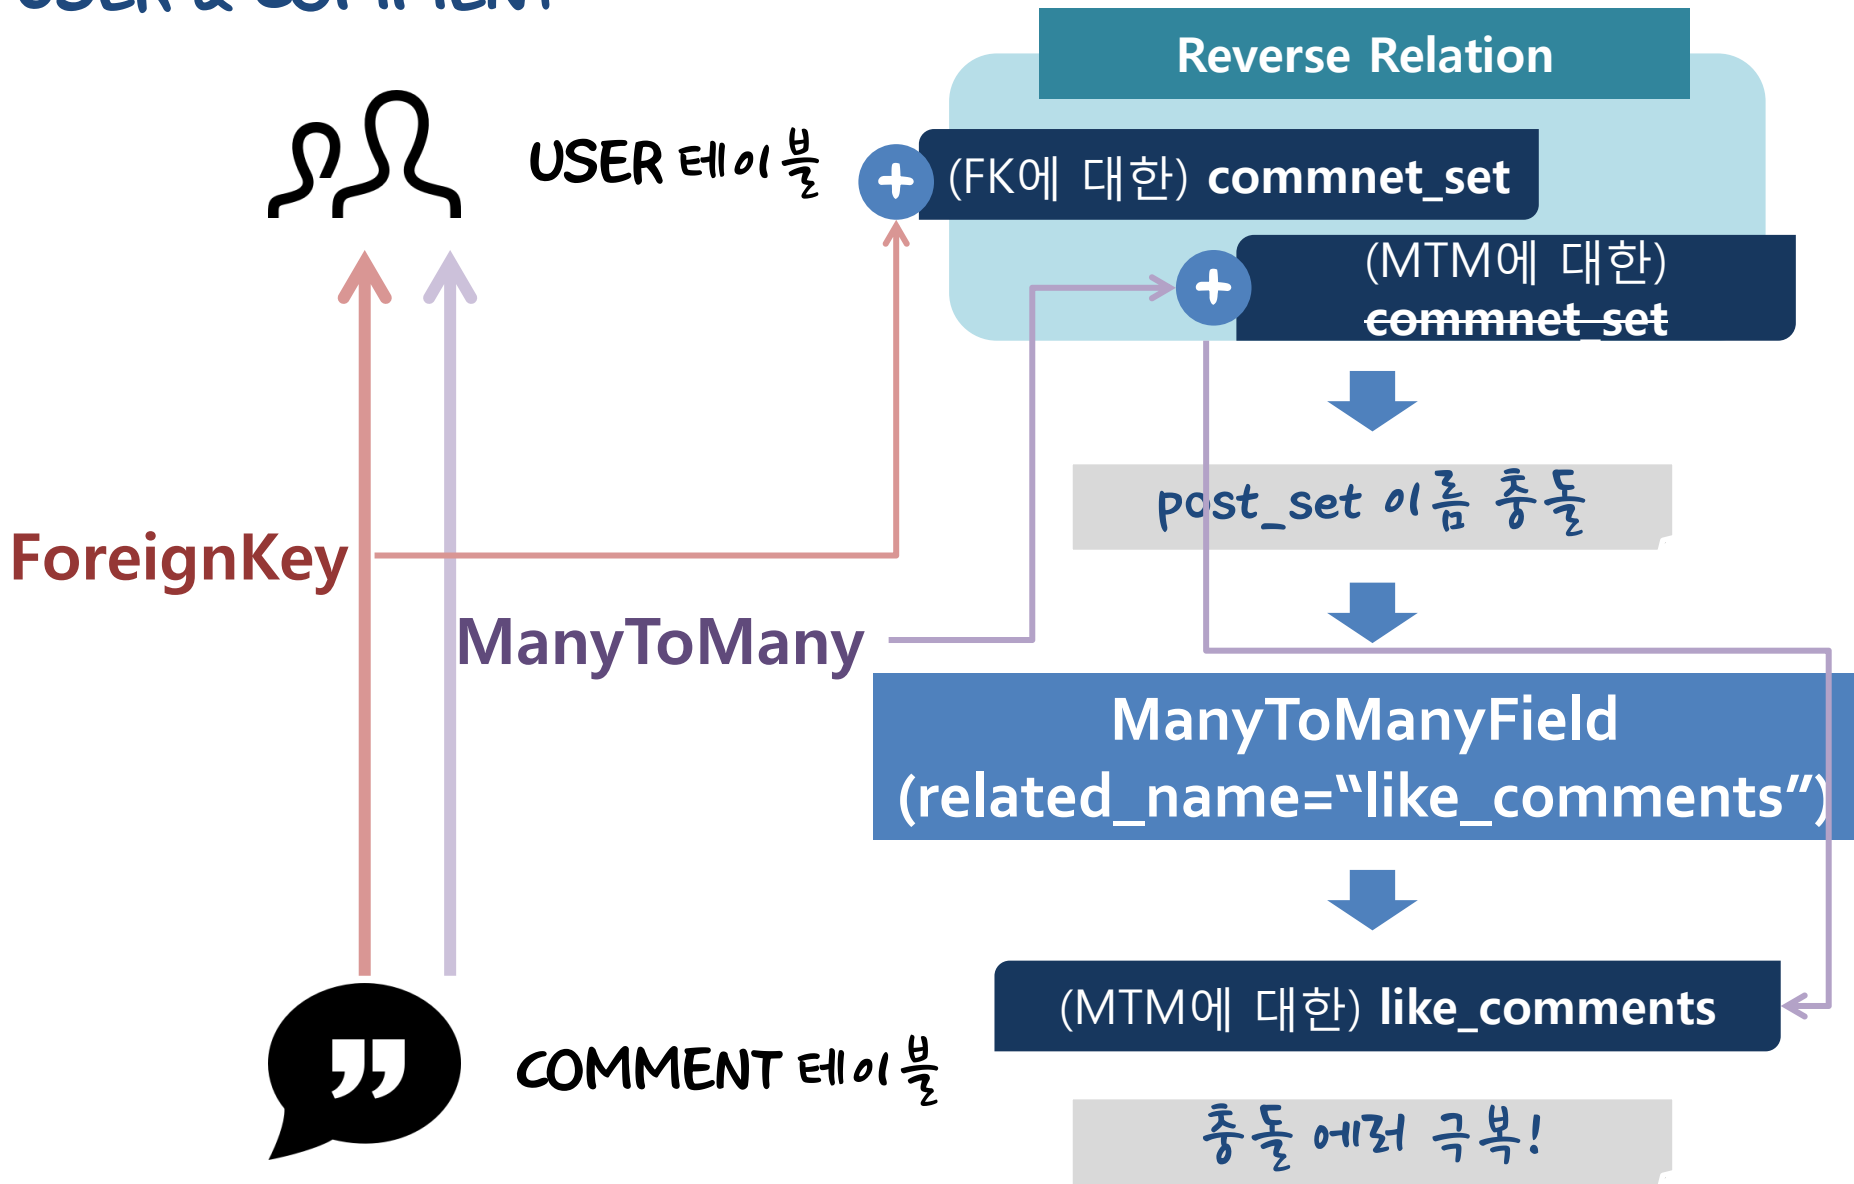 USER & COMMENT
Reverse Relation
USER 테이블
(FK에 대한) commnet_set
(MTM에 대한)
commnet_set
post_set 이름 충돌
ForeignKey
ManyToMany
ManyToManyField
(related_name=“like_comments”)
(MTM에 대한) like_comments
COMMENT 테이블
충돌 에러 극복!